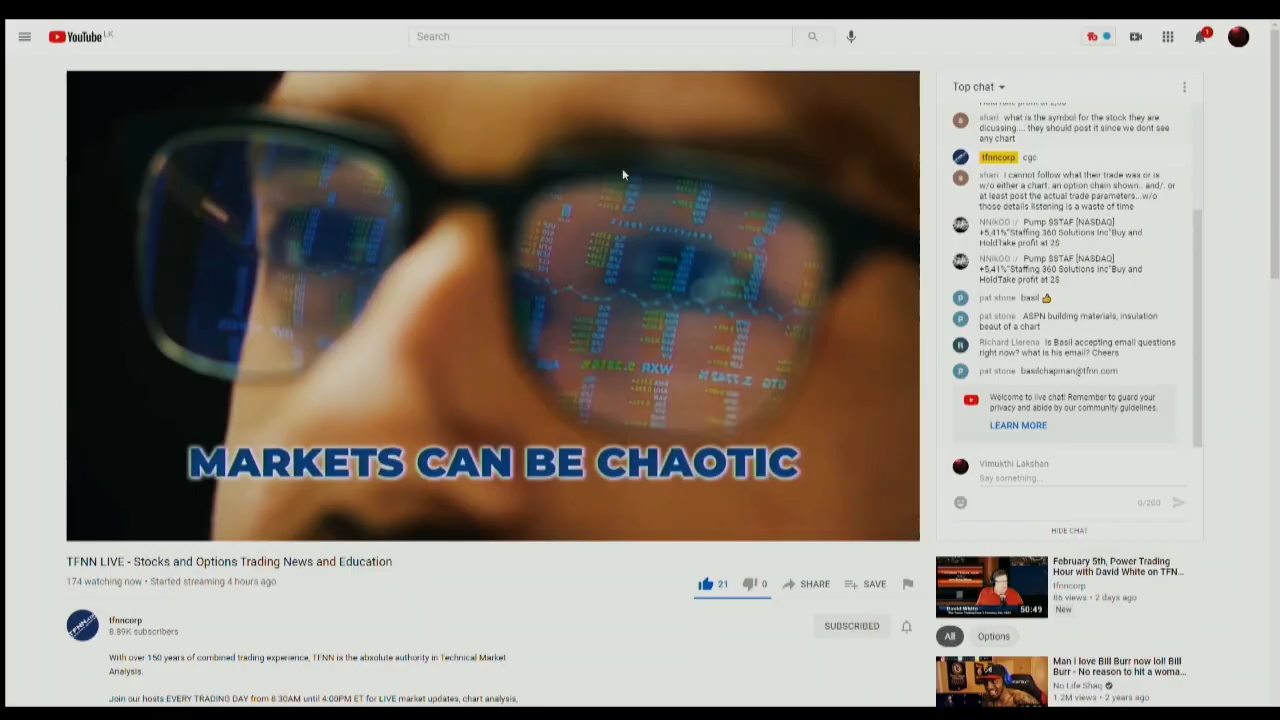 YouTube LK
Search
1
MARKETS CAN BE CHAOTIC
TFNN LIVE - Stocks and Options Trading News and Education
174 watching now • Started streaming 4 hours ago
21
0
SHARE
SAVE
tfnncorp
8.89K subscribers
SUBSCRIBED
With over 150 years of combined trading experience, TFNN is the absolute authority in Technical Market
Analysis.
Join our hosts EVERY TRADING DAY from 8:30AM until 4:00PM ET for LIVE market updates, chart analysis,
Top chat
shari what is the symbol for the stock they are
dicussing.... they should post it since we dont see
any chart
tfnncorp cgc
shari I cannot follow what their trade was or is
w/o either a chart. an option chain shown.. and/. or
at least post the actual trade parameters...w/o
those details listening is a waste of time
NNikOO :/ Pump $STAF [NASDAQ]
+5,41%"Staffing 360 Solutions Inc"Buy and
HoldTake profit at 2$
NNikOO :/ Pump $STAF [NASDAQ]
+5,41%"Staffing 360 Solutions Inc"Buy and
HoldTake profit at 2$
pat stone basil 👍
pat stone ASPN building materials, insulation
beaut of a chart
Richard Llerena Is Basil accepting email questions
right now? what is his email? Cheers
pat stone basilchapman@tfnn.com
Welcome to live chat! Remember to guard your
privacy and abide by our community guidelines.
LEARN MORE
Vimukthi Lakshan
Say something...
0/200
HIDE CHAT
February 5th, Power Trading
Hour with David White on TFN...
tfnncorp
86 views • 2 days ago
New
David White
50:49
All
Options
Man i love Bill Burr now lol! Bill
Burr - No reason to hit a woma...
No Life Shaq
1.2M views • 2 years ago